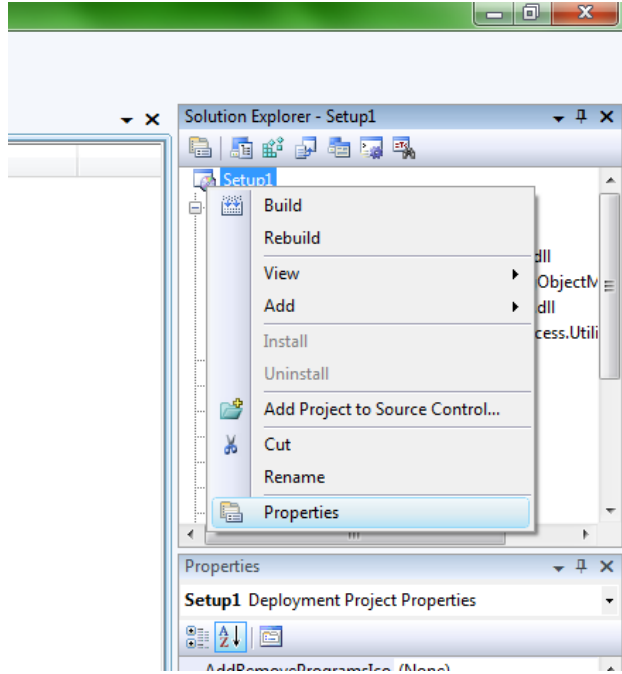 Solution Explorer - Setup1
Setup1
Build
Rebuild
View
Add
Install
Uninstall
Add Project to Source Control...
Cut
Rename
Properties
dll
ObjectM
dll
cess.Utili
Properties
Setup1 Deployment Project Properties
AddRemoveProgramsIco (None)